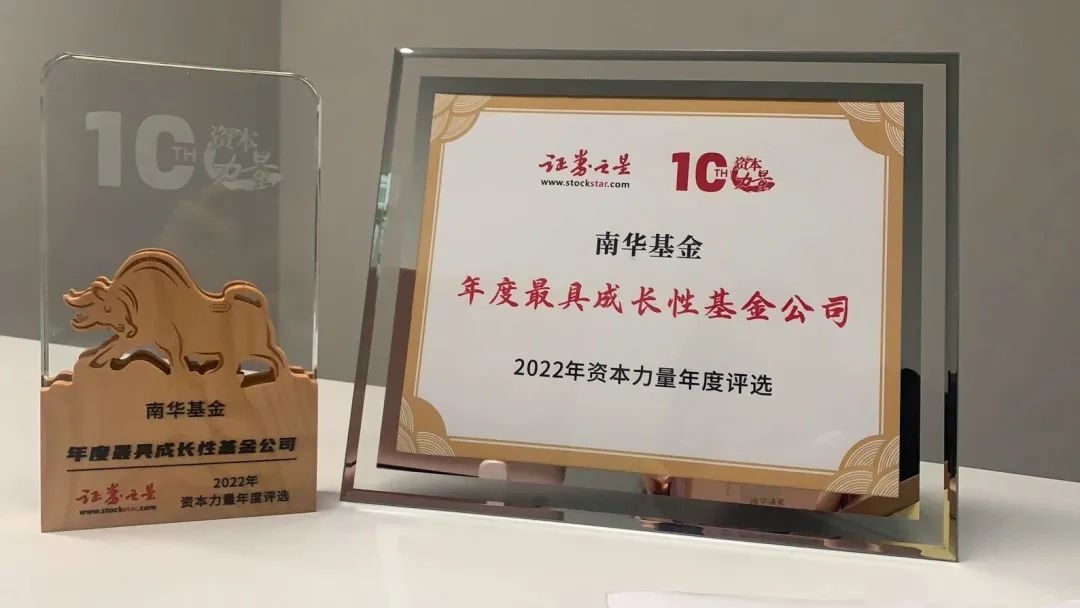 10TH 资本力量
南华基金
年度最具成长性基金公司
证券之星
www.stockstar.com
2022年
资本力量年度评选
证券之星
www.stockstar.com
10TH 资本力量
南华基金
年度最具成长性基金公司
2022年资本力量年度评选